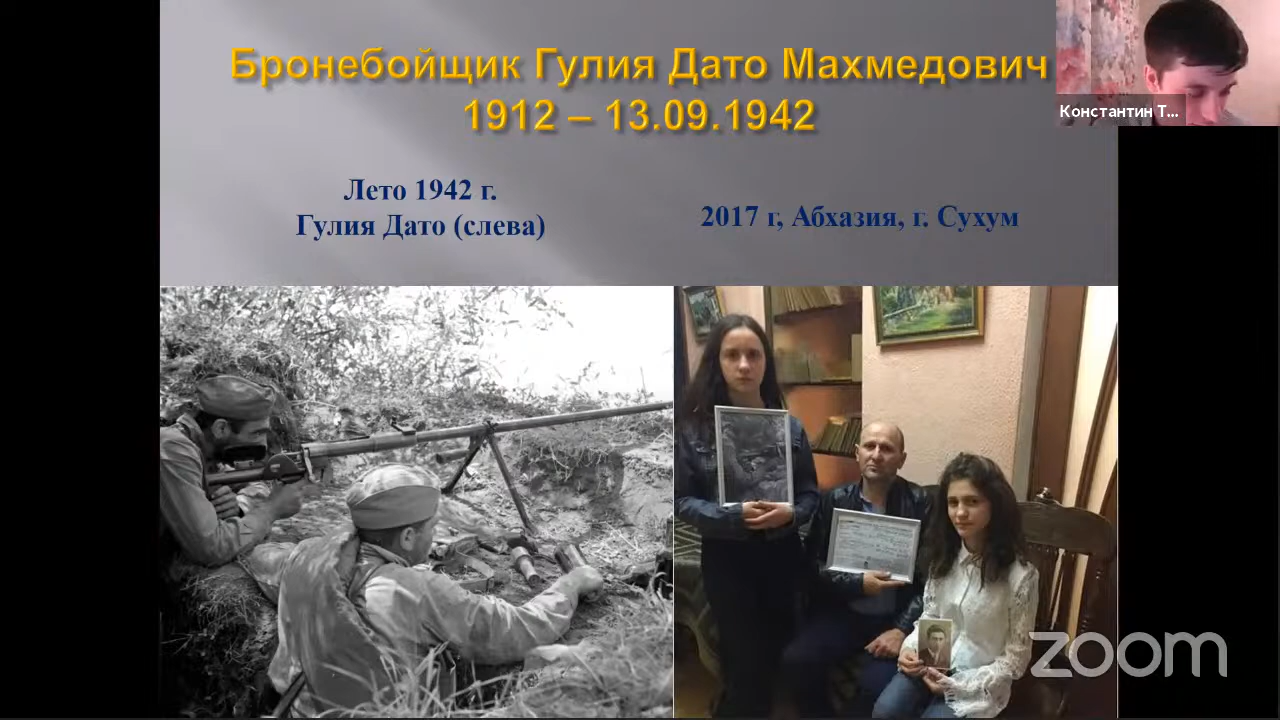 Бронебойщик Гулия Дато Махмедович
1912 – 13.09.1942
Константин Т...
Лето 1942 г.
Гулия Дато (слева)
2017 г, Абхазия, г. Сухум
zoom